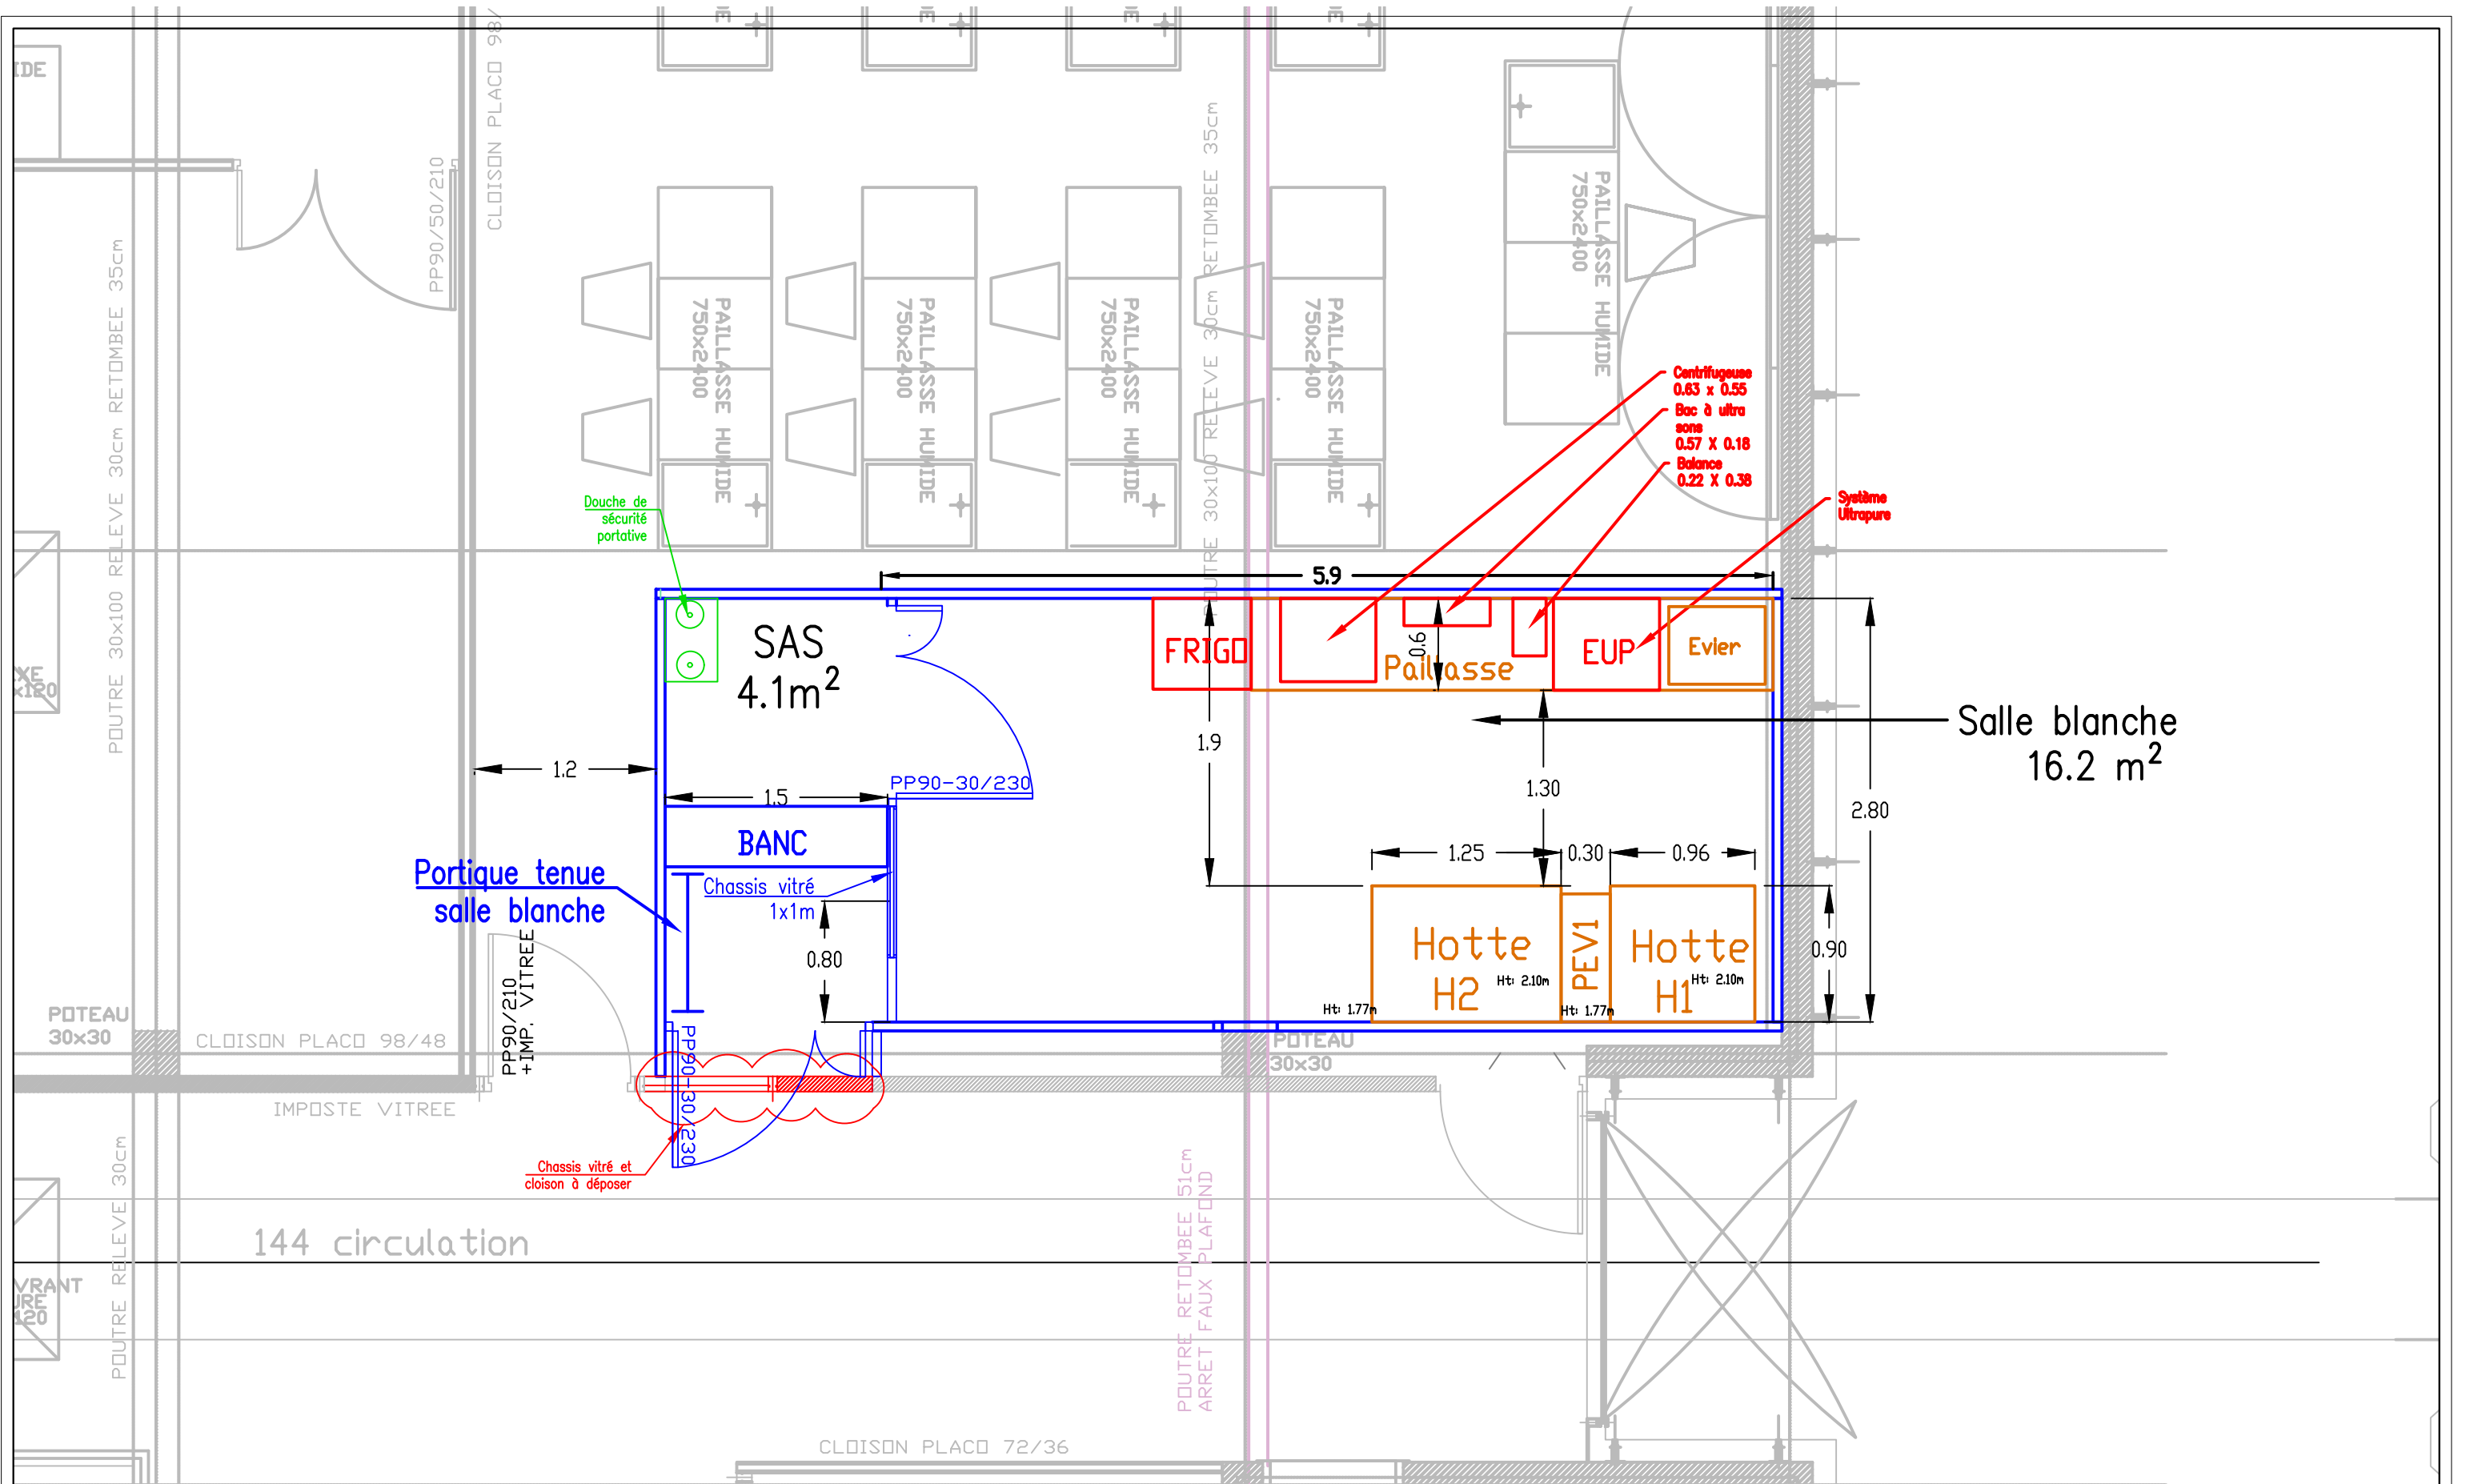 IDE
PP90/50/210
CLOISON PLACO 98/
POUTRE 30x100 RELEVE 30cm RETOMBEE 35cm
POUTRE 30x100 RELEVE 30cm RETOMBEE 35cm
PAILLASSE HUMIDE
750x2400
PAILLASSE HUMIDE
750x2400
PAILLASSE HUMIDE
750x2400
PAILLASSE HUMIDE
750x2400
PAILLASSE HUMIDE
750x2400
Centrifugeuse
0.63 x 0.55
Bac à ultra
sons
0.57 X 0.18
Balance
0.22 X 0.38
Système
Ultrapure
Douche de
sécurité
portative
5.9
SAS
4.1m²
FRIGO
0.6
Paillasse
EUP
Evier
Salle blanche
16.2 m²
1.9
1.30
2.80
1.2
1.5
PP90-30/230
BANC
Portique tenue
salle blanche
Chassis vitré
1x1m
0.80
1.25
0.30
0.96
0.90
Hotte
H2
Ht: 2.10m
PEV1
Hotte
H1
Ht: 2.10m
Ht: 1.77m
Ht: 1.77m
PP90/210
+IMP. VITREE
PP90-30/230
POTEAU
30x30
CLOISON PLACO 98/48
POTEAU
30x30
IMPOSTE VITREE
Chassis vitré et
cloison à déposer
XE
x120
144 circulation
POUTRE RELEVE 30cm
VRANT
URE
120
POUTRE RETOMBEE 51cm
ARRET FAUX PLAFOND
CLOISON PLACO 72/36